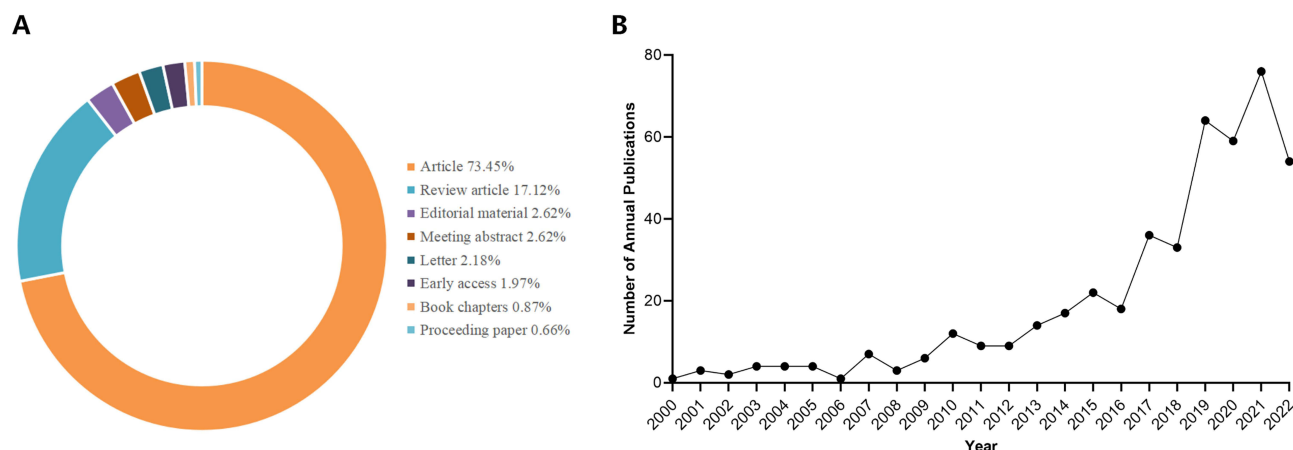 A
Article 73.45%
Review article 17.12%
Editorial material 2.62%
Meeting abstract 2.62%
Letter 2.18%
Early access 1.97%
Book chapters 0.87%
Proceeding paper 0.66%
B
Number of Annual Publications
80
60
40
20
0
2000
2001
2002
2003
2004
2005
2006
2007
2008
2009
2010
2011
2012
2013
2014
2015
2016
2017
2018
2019
2020
2021
2022
Year